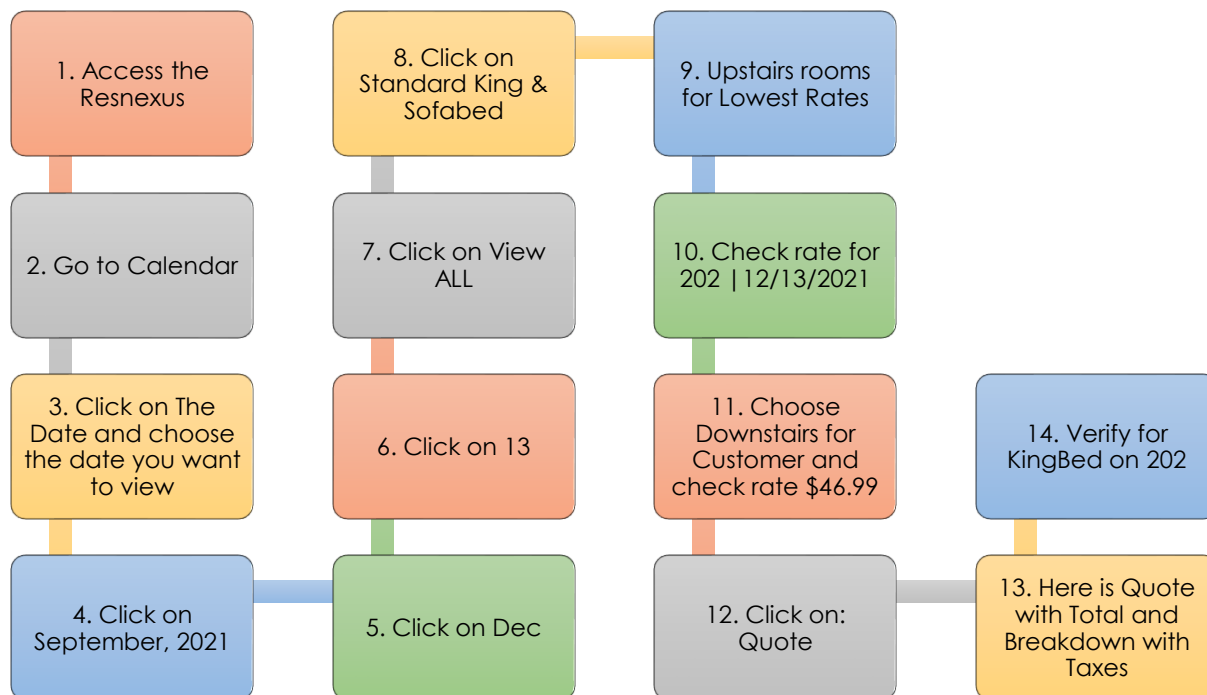 1. Access the
Resnexus
2. Go to Calendar
3. Click on The
Date and choose
the date you want
to view
4. Click on
September, 2021
5. Click on Dec
6. Click on 13
7. Click on View
ALL
8. Click on
Standard King &
Sofabed
9. Upstairs rooms
for Lowest Rates
10. Check rate for
202 |12/13/2021
11. Choose
Downstairs for
Customer and
check rate $46.99
12. Click on:
Quote
13. Here is Quote
with Total and
Breakdown with
Taxes
14. Verify for
KingBed on 202